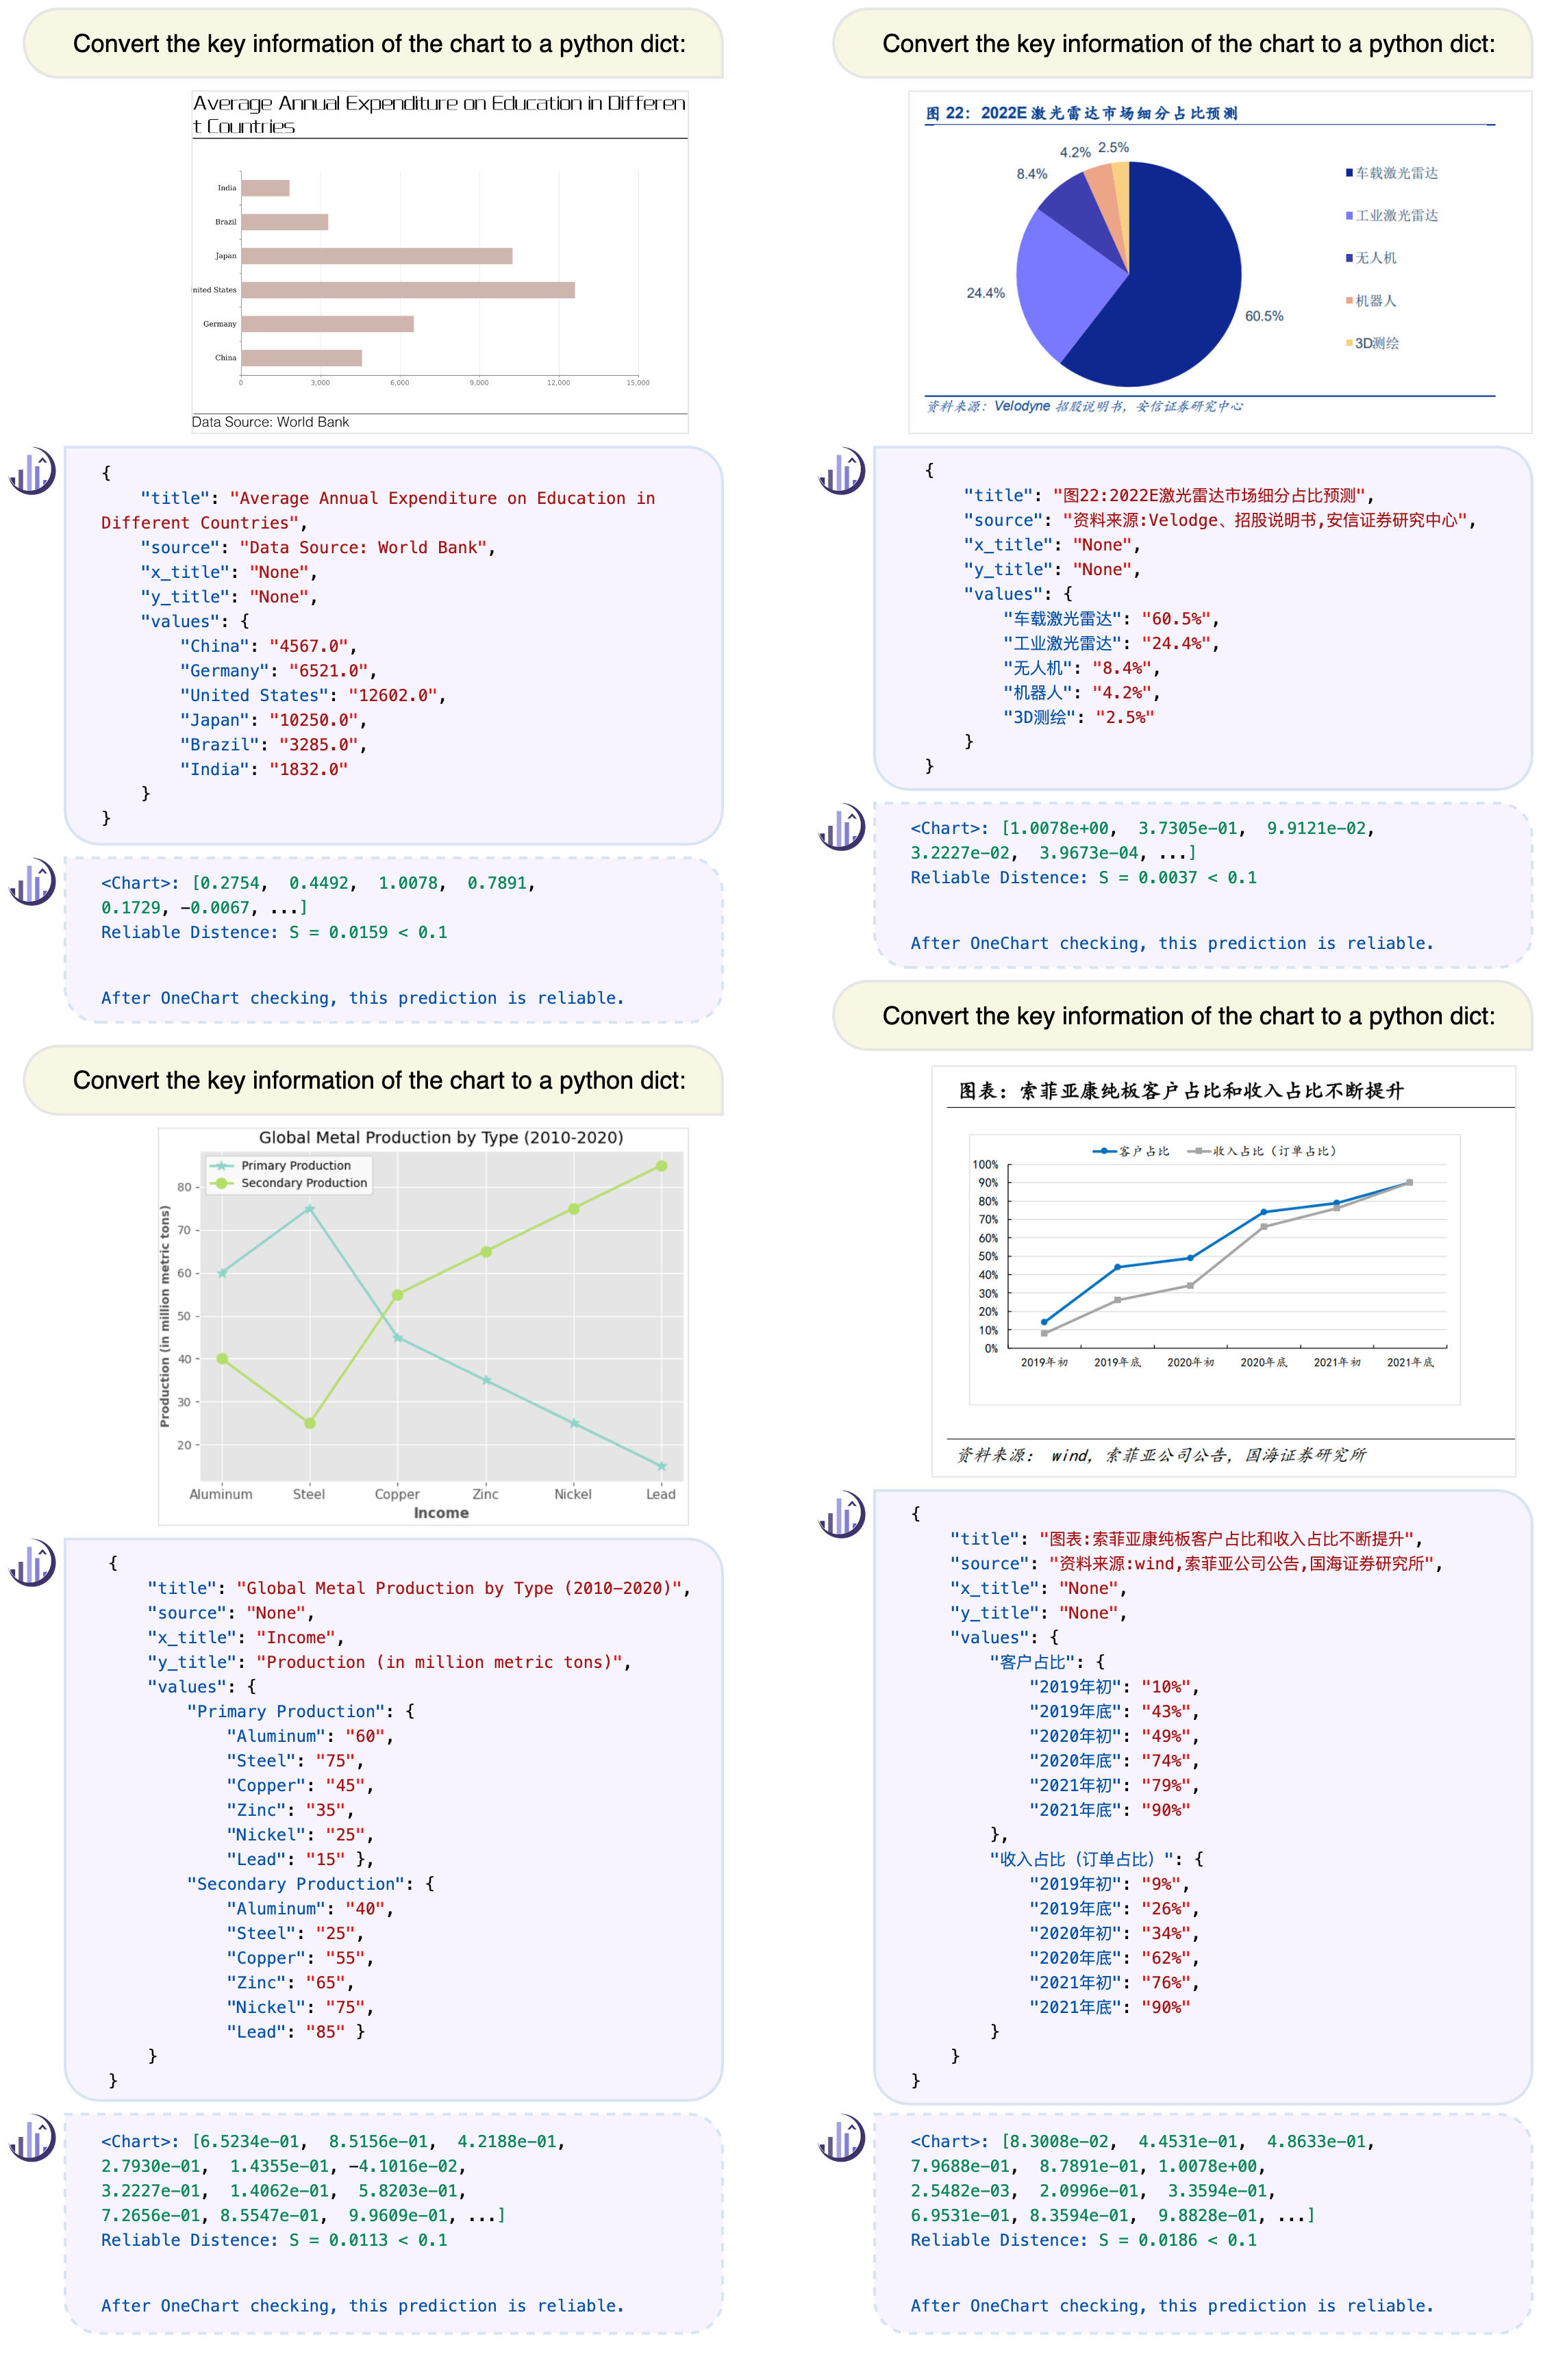 Convert the key information of the chart to a python dict:
Average Annual Expenditure on Education in Differen
t Countries
India
Brazil
Japan
nited States
Germany
China
0 3,000 6,000 9,000 12,000 15,000
Data Source: World Bank
{
"title": "Average Annual Expenditure on Education in
Different Countries",
"source": "Data Source: World Bank",
"x_title": "None",
"y_title": "None",
"values": {
"China": "4567.0",
"Germany": "6521.0",
"United States": "12602.0",
"Japan": "10250.0",
"Brazil": "3285.0",
"India": "1832.0"
}
}
<Chart>: [0.2754, 0.4492, 1.0078, 0.7891,
0.1729, -0.0067, ...]
Reliable Distence: S = 0.0159 < 0.1
After OneChart checking, this prediction is reliable.
Convert the key information of the chart to a python dict:
Global Metal Production by Type (2010-2020)
Primary Production
Secondary Production
Production (in million metric tons)
80
70
60
50
40
30
20
Aluminum Steel Copper Zinc Nickel Lead
Income
{
"title": "Global Metal Production by Type (2010-2020)",
"source": "None",
"x_title": "Income",
"y_title": "Production (in million metric tons)",
"values": {
"Primary Production": {
"Aluminum": "60",
"Steel": "75",
"Copper": "45",
"Zinc": "35",
"Nickel": "25",
"Lead": "15" },
"Secondary Production": {
"Aluminum": "40",
"Steel": "25",
"Copper": "55",
"Zinc": "65",
"Nickel": "75",
"Lead": "85" }
}
}
<Chart>: [6.5234e-01, 8.5156e-01, 4.2188e-01,
2.7930e-01, 1.4355e-01, -4.1016e-02,
3.2227e-01, 1.4062e-01, 5.8203e-01,
7.2656e-01, 8.5547e-01, 9.9609e-01, ...]
Reliable Distence: S = 0.0113 < 0.1
After OneChart checking, this prediction is reliable.
Convert the key information of the chart to a python dict:
图 22：2022E 激光雷达市场细分占比预测
2.5%
4.2%
8.4%
24.4%
60.5%
车载激光雷达
工业激光雷达
无人机
机器人
3D测绘
资料来源：Velodyne 招股说明书，安信证券研究中心
{
"title": "图22:2022E激光雷达市场细分占比预测",
"source": "资料来源:Velodge、招股说明书,安信证券研究中心",
"x_title": "None",
"y_title": "None",
"values": {
"车载激光雷达": "60.5%",
"工业激光雷达": "24.4%",
"无人机": "8.4%",
"机器人": "4.2%",
"3D测绘": "2.5%"
}
}
<Chart>: [1.0078e+00, 3.7305e-01, 9.9121e-02,
3.2227e-02, 3.9673e-04, ...]
Reliable Distence: S = 0.0037 < 0.1
After OneChart checking, this prediction is reliable.
Convert the key information of the chart to a python dict:
图表：索菲亚康纯板客户占比和收入占比不断提升
客户占比 收入占比（订单占比）
100%
90%
80%
70%
60%
50%
40%
30%
20%
10%
0%
2019年初 2019年底 2020年初 2020年底 2021年初 2021年底
资料来源： wind，索菲亚公司公告，国海证券研究所
{
"title": "图表:索菲亚康纯板客户占比和收入占比不断提升",
"source": "资料来源:wind,索菲亚公司公告,国海证券研究所",
"x_title": "None",
"y_title": "None",
"values": {
"客户占比": {
"2019年初": "10%",
"2019年底": "43%",
"2020年初": "49%",
"2020年底": "74%",
"2021年初": "79%",
"2021年底": "90%"
},
"收入占比（订单占比）": {
"2019年初": "9%",
"2019年底": "26%",
"2020年初": "34%",
"2020年底": "62%",
"2021年初": "76%",
"2021年底": "90%"
}
}
}
<Chart>: [8.3008e-02, 4.4531e-01, 4.8633e-01,
7.9688e-01, 8.7891e-01, 1.0078e+00,
2.5482e-03, 2.0996e-01, 3.3594e-01,
6.9531e-01, 8.3594e-01, 9.8828e-01, ...]
Reliable Distence: S = 0.0186 < 0.1
After OneChart checking, this prediction is reliable.